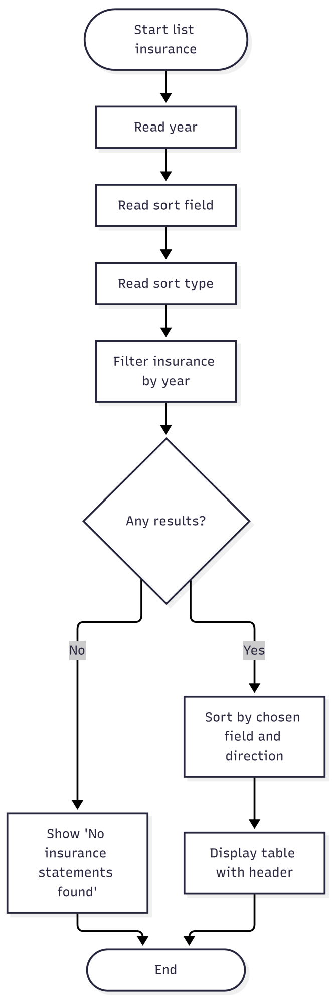 Start list
insurance
Read year
Read sort field
Read sort type
Filter insurance
by year
Any results?
No
Yes
Sort by chosen
field and
direction
Show 'No
insurance
statements
found'
Display table
with header
End